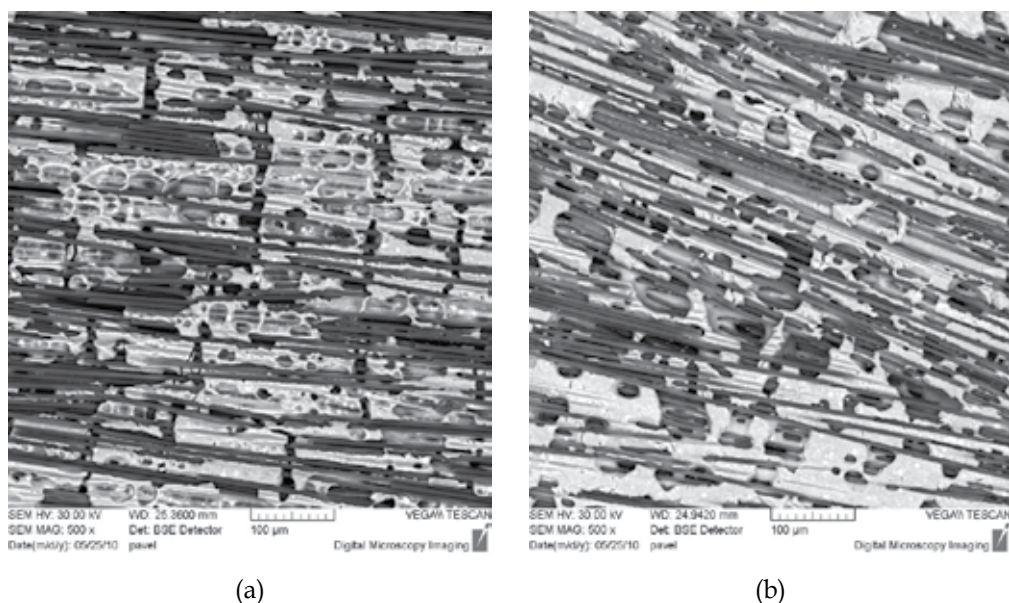 SEM HV: 30.00 kV WD: 25.3600 mm VEGA\\ TESCAN
SEM MAG: 500 x Det: BSE Detector 100 µm
Date(m/d/y): 05/25/10 pavel Digital Microscopy Imaging
SEM HV: 30.00 kV WD: 24.9420 mm VEGA\\ TESCAN
SEM MAG: 500 x Det: BSE Detector 100 µm
Date(m/d/y): 05/25/10 pavel Digital Microscopy Imaging
(a) (b)